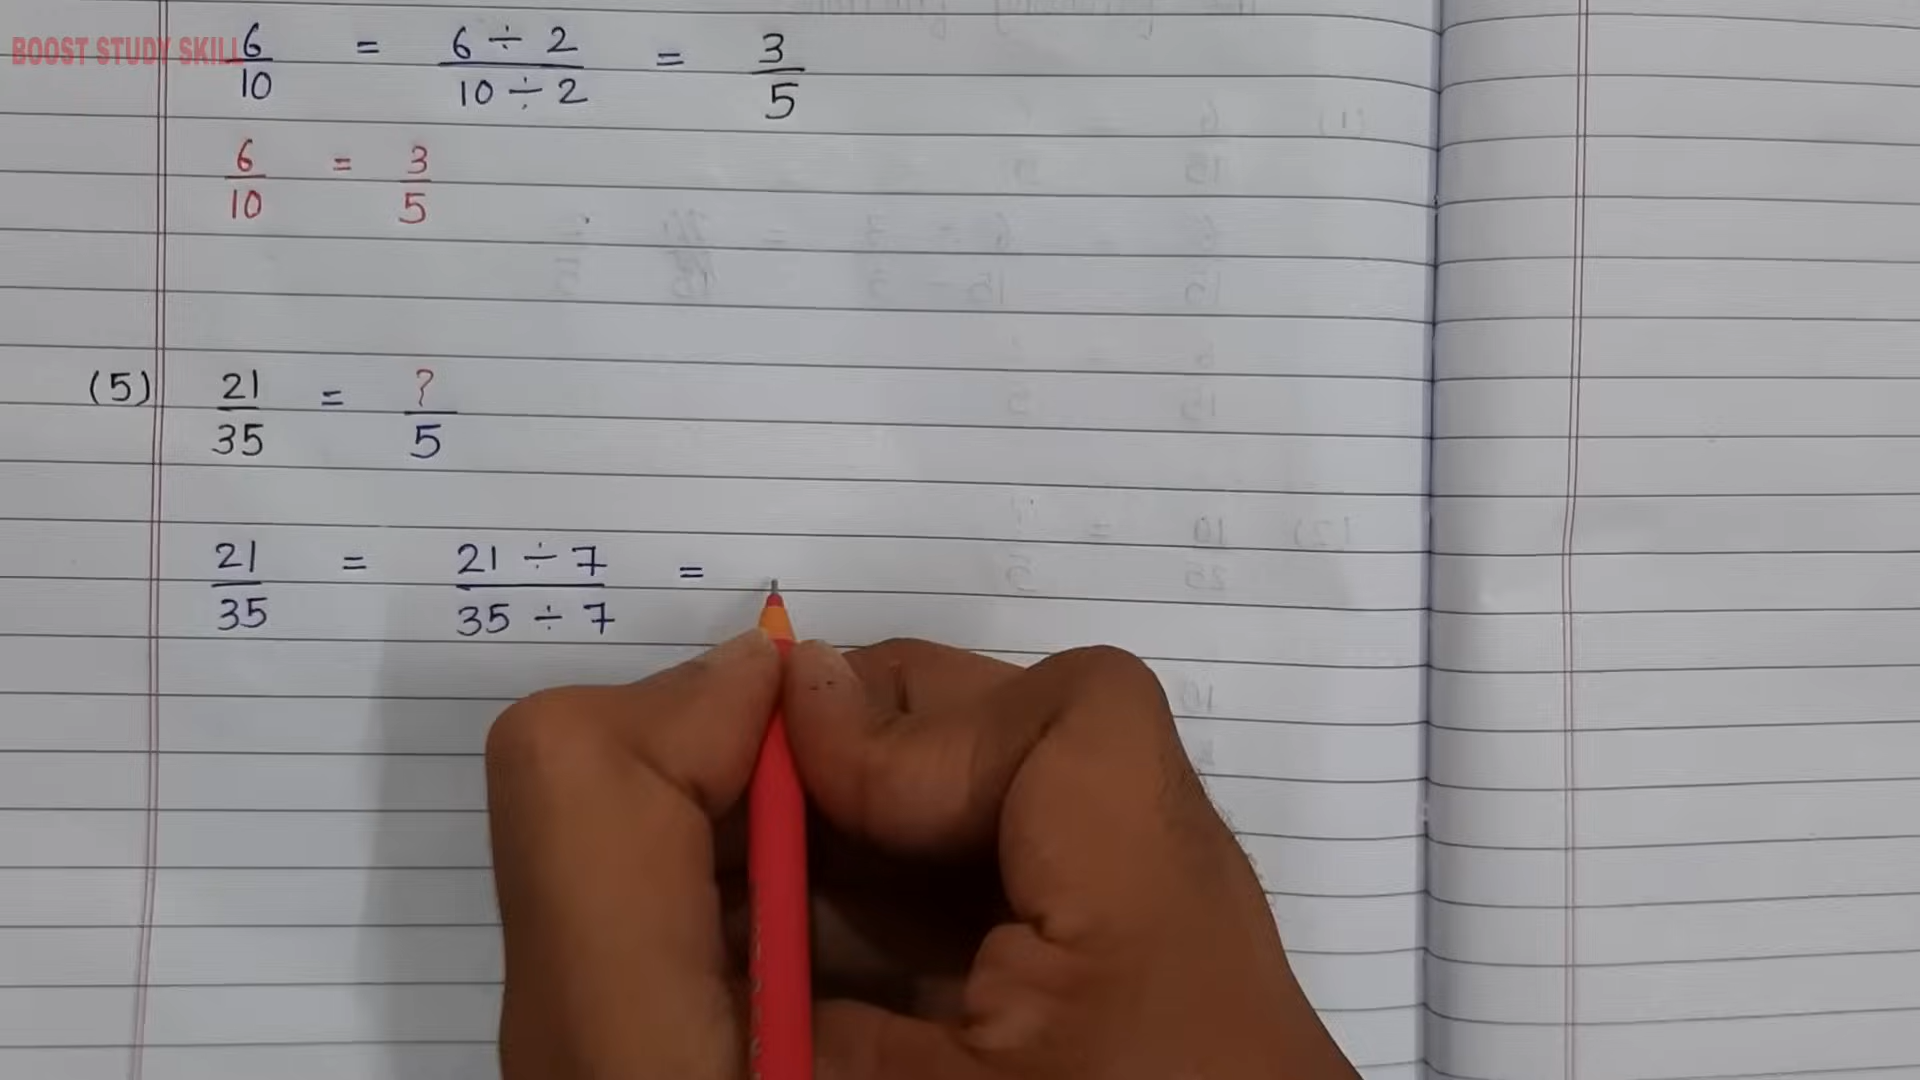 BOOST STUDY SKILL
6/10 = 6 ÷ 2/10 ÷ 2 = 3/5
6/10 = 3/5
(5) 21/35 = ?/5
21/35 = 21 ÷ 7/35 ÷ 7 =